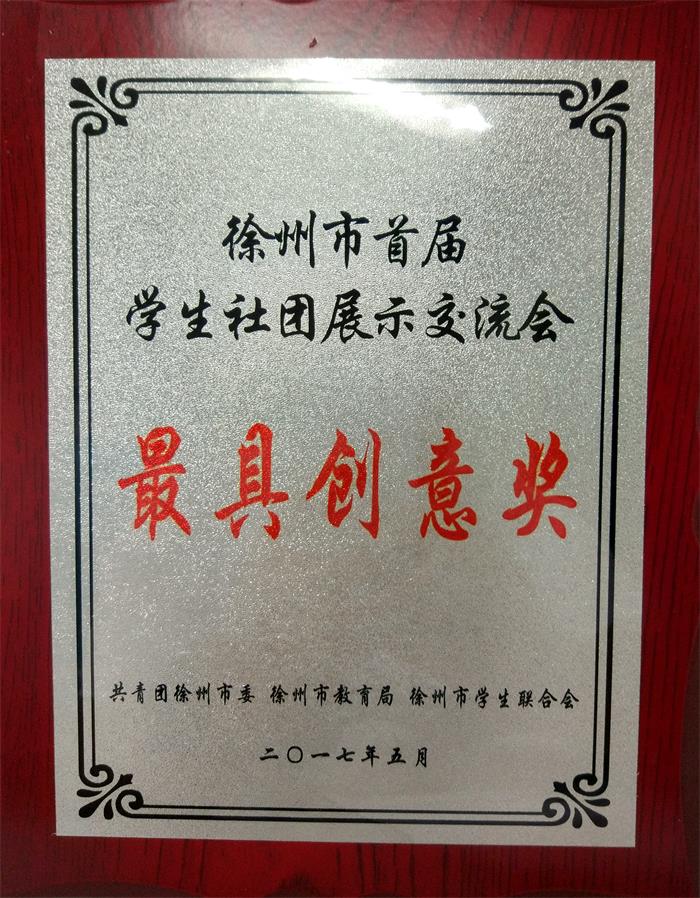 徐州市首届
学生社团展示交流会
最具创意奖
共青团徐州市委 徐州市教育局 徐州市学生联合会
二〇一七年五月